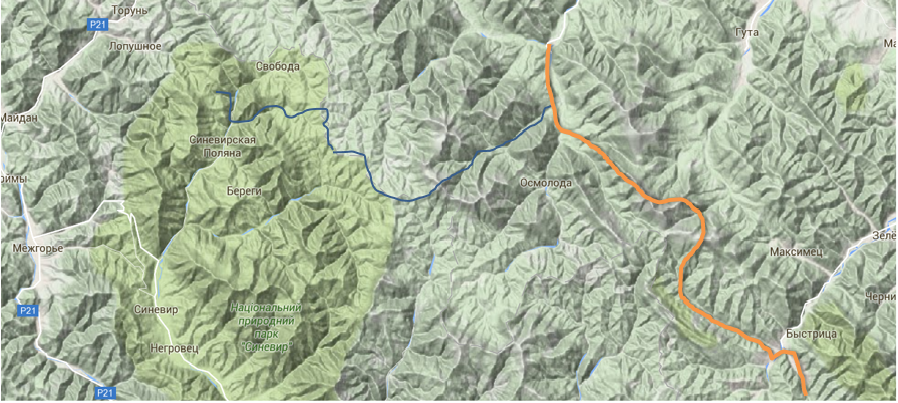 Торунь
P21
Лопушное
Гута
Свобода
Майдан
Синевирская
Поляна
Береги
Осмолода
Межгорье
Максимец
P21
Синевир
Національний
природний
парк
"Синевир"
Негровец
Быстрица
P21